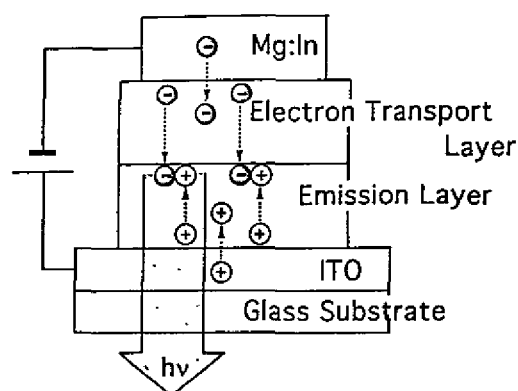 Mg:In
Electron Transport
Layer
Emission Layer
ITO
Glass Substrate
hν